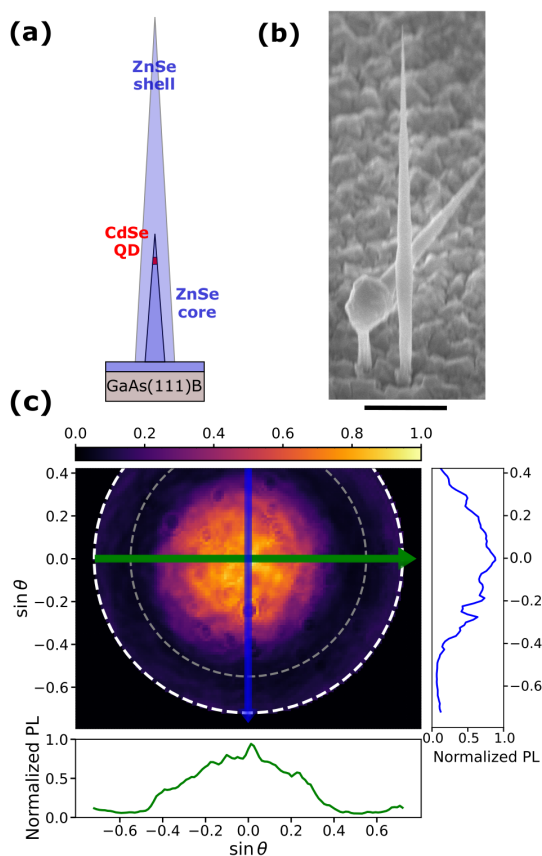 (a)
ZnSe
shell
CdSe
QD
ZnSe
core
GaAs(111)B
(b)
(c)
0.0 0.2 0.4 0.6 0.8 1.0
0.4
0.2
0.0
−0.2
−0.4
−0.6
sin θ
0.4
0.2
0.0
−0.2
−0.4
−0.6
0.0 0.5 1.0
Normalized PL
1.0
0.5
0.0
Normalized PL
−0.6 −0.4 −0.2 0.0 0.2 0.4 0.6
sin θ